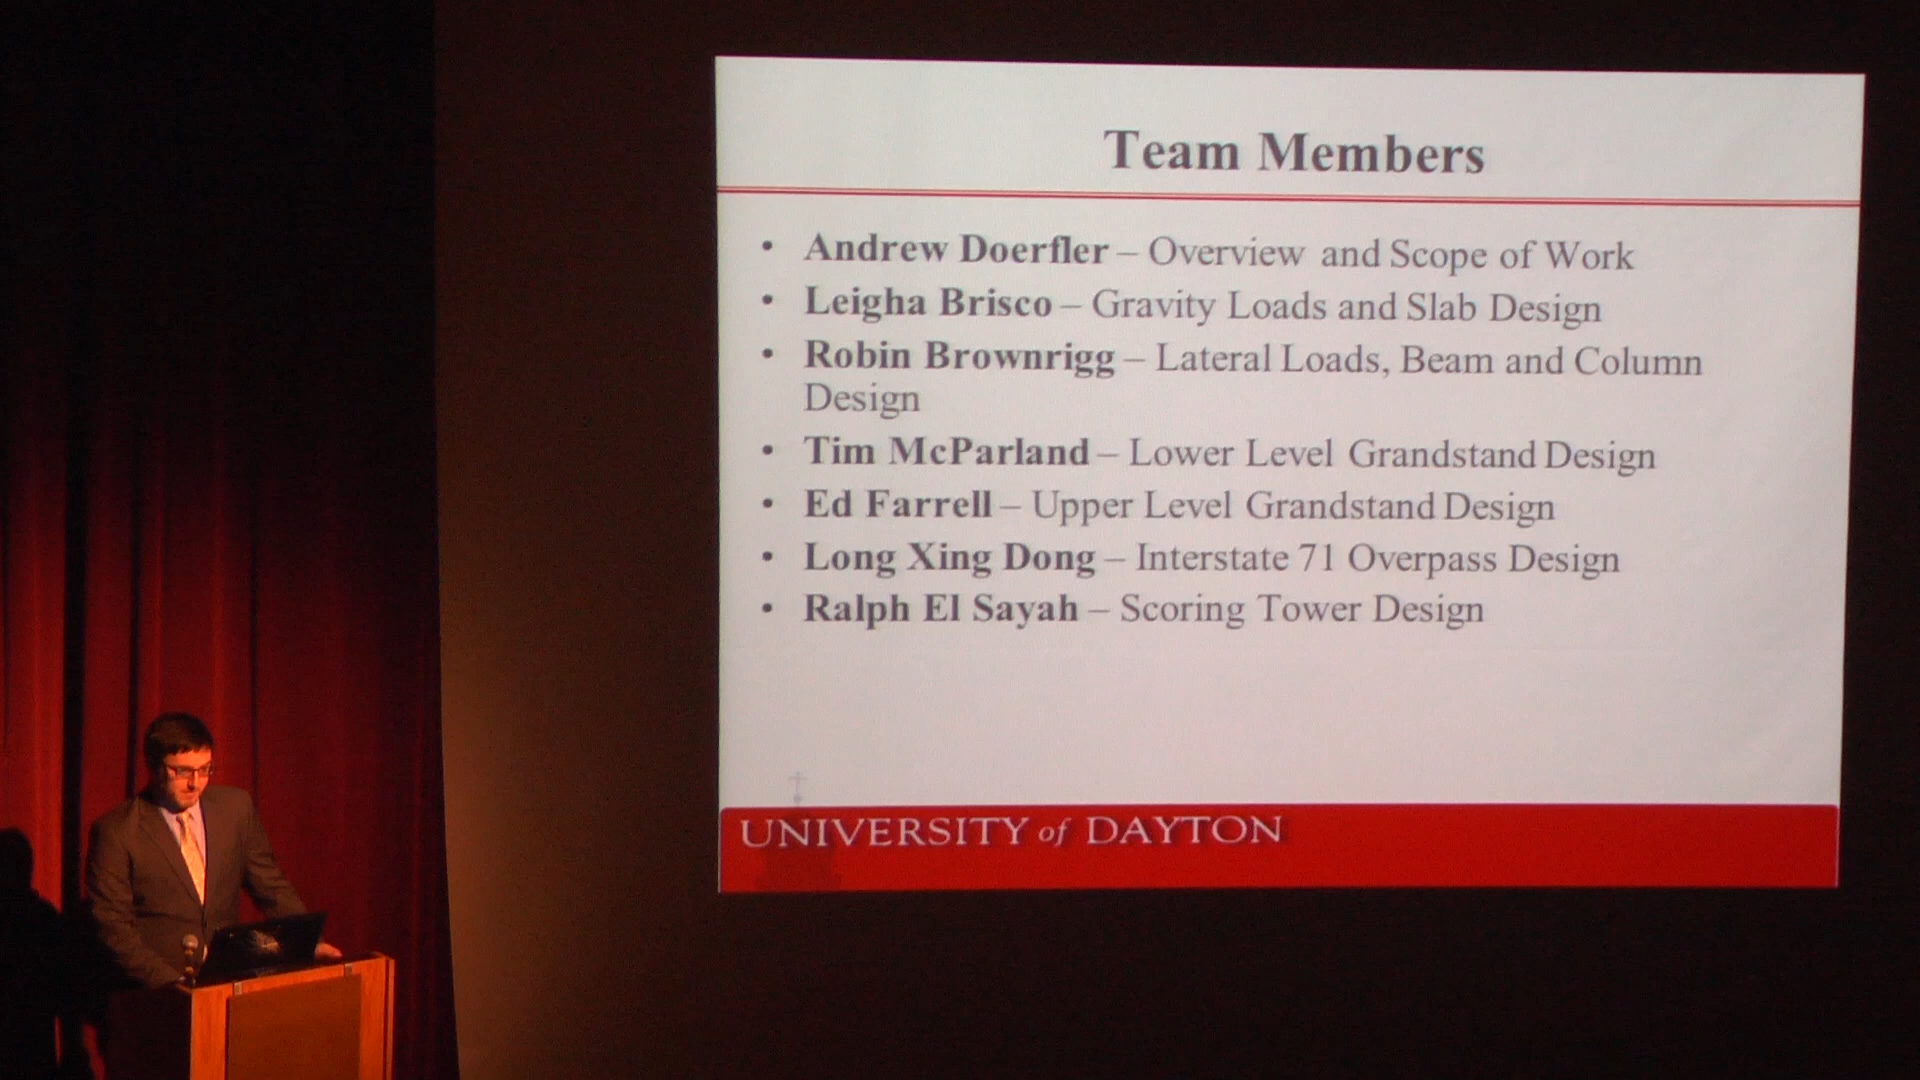 Team Members
• Andrew Doerfler – Overview and Scope of Work
• Leigha Brisco – Gravity Loads and Slab Design
• Robin Brownrigg – Lateral Loads, Beam and Column
Design
• Tim McParland – Lower Level Grandstand Design
• Ed Farrell – Upper Level Grandstand Design
• Long Xing Dong – Interstate 71 Overpass Design
• Ralph El Sayah – Scoring Tower Design
UNIVERSITY of DAYTON